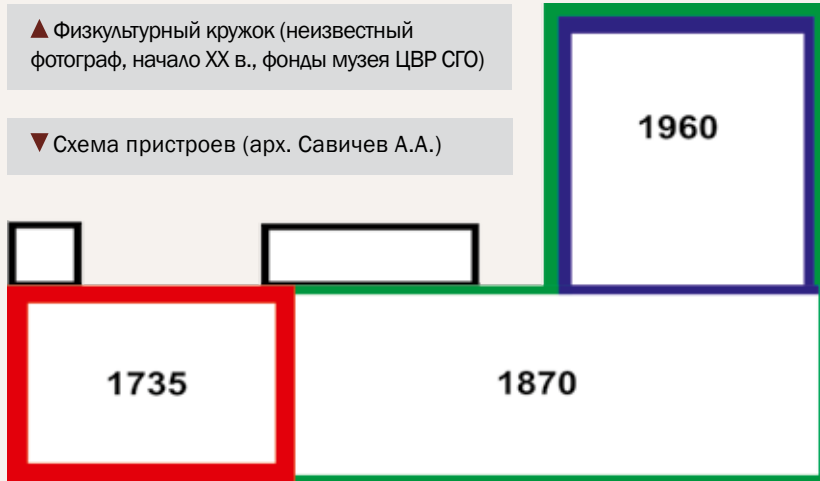 ▲ Физкультурный кружок (неизвестный
фотограф, начало XX в., фонды музея ЦВР СГО)
▼ Схема пристроев (арх. Савичев А.А.)
1960
1735
1870